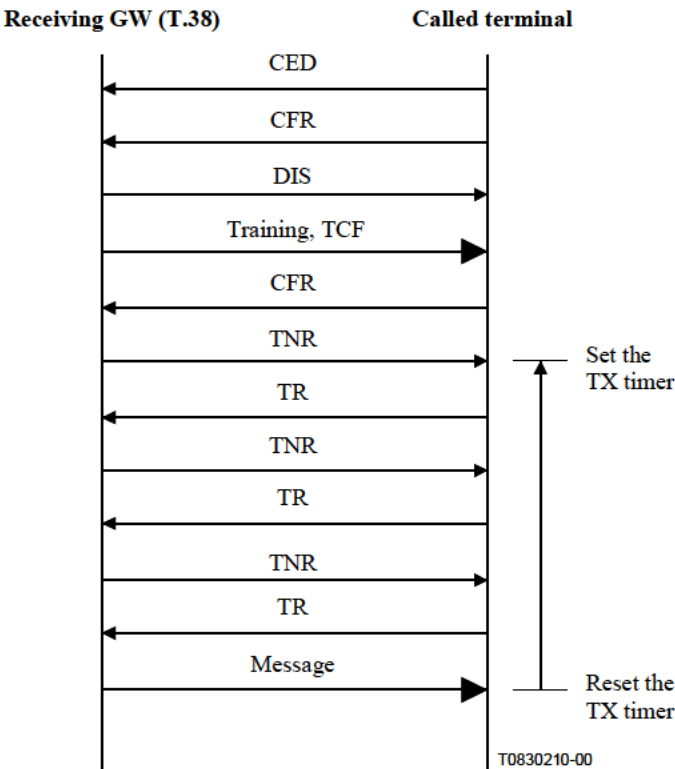 Receiving GW (T.38) Called terminal
CED
CFR
DIS
Training, TCF
CFR
TNR
Set the
TX timer
TR
TNR
TR
TNR
TR
Message
Reset the
TX timer
T0830210-00